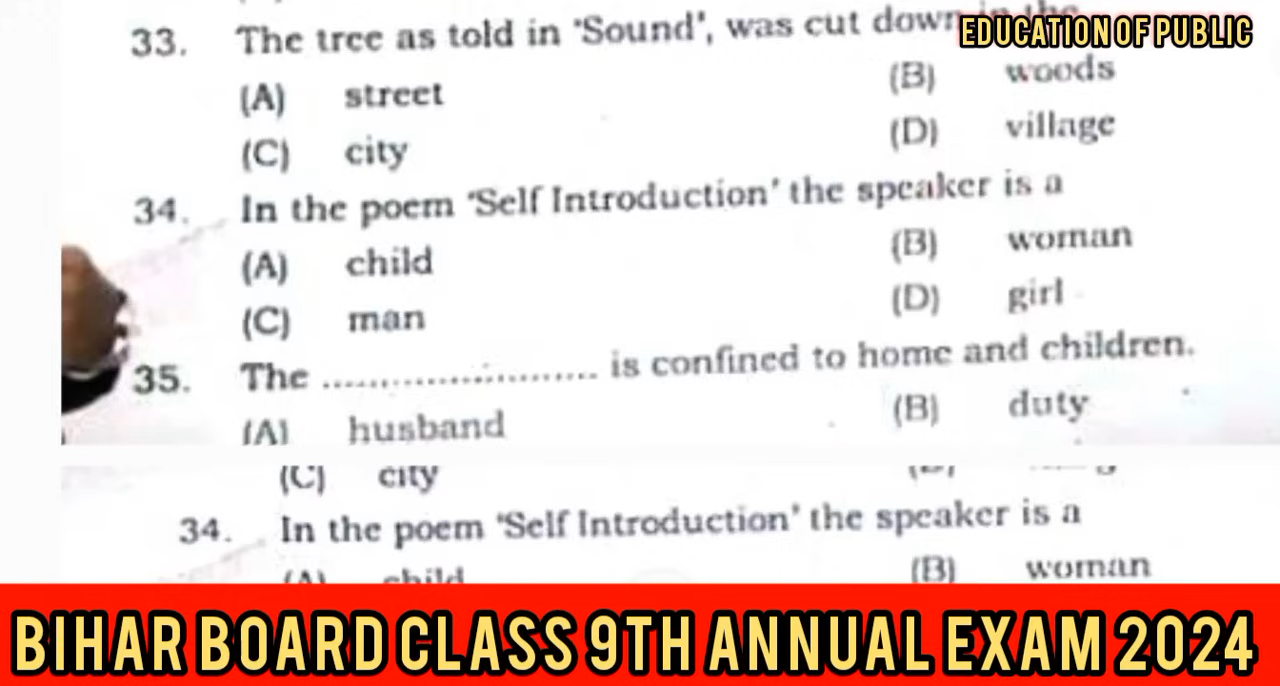 33. The tree as told in 'Sound', was cut down in the
EDUCATION OF PUBLIC
(A) street (B) woods
(C) city (D) village
34. In the poem 'Self Introduction' the speaker is a
(A) child (B) woman
(C) man (D) girl
35. The ........................ is confined to home and children.
(A) husband (B) duty
(C) city
34. In the poem 'Self Introduction' the speaker is a
(A) child (B) woman
BIHAR BOARD CLASS 9TH ANNUAL EXAM 2024